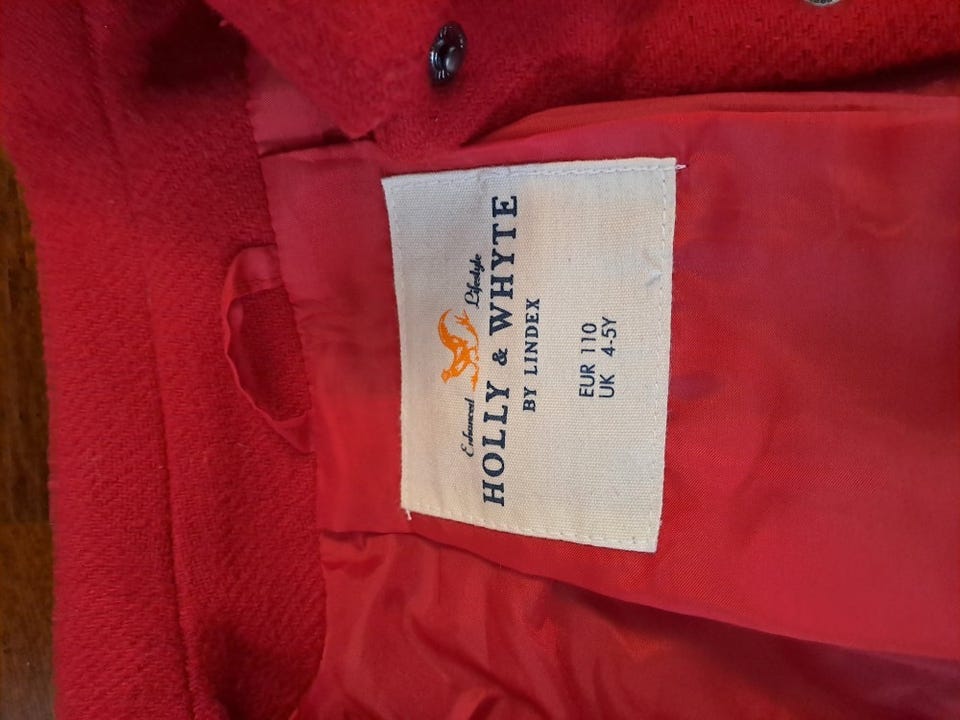 Enhanced Lifestyle
HOLLY & WHYTE
BY LINDEX
EUR 110
UK 4-5Y